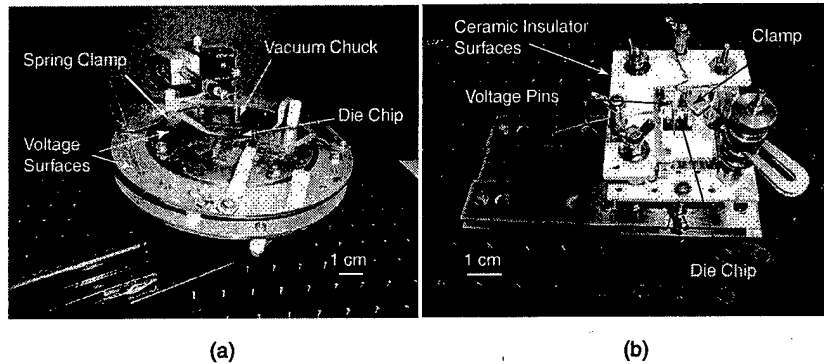 Spring Clamp
Vacuum Chuck
Die Chip
Voltage
Surfaces
1 cm
(a)
Ceramic Insulator
Surfaces
Clamp
Voltage Pins
1 cm
Die Chip
(b)